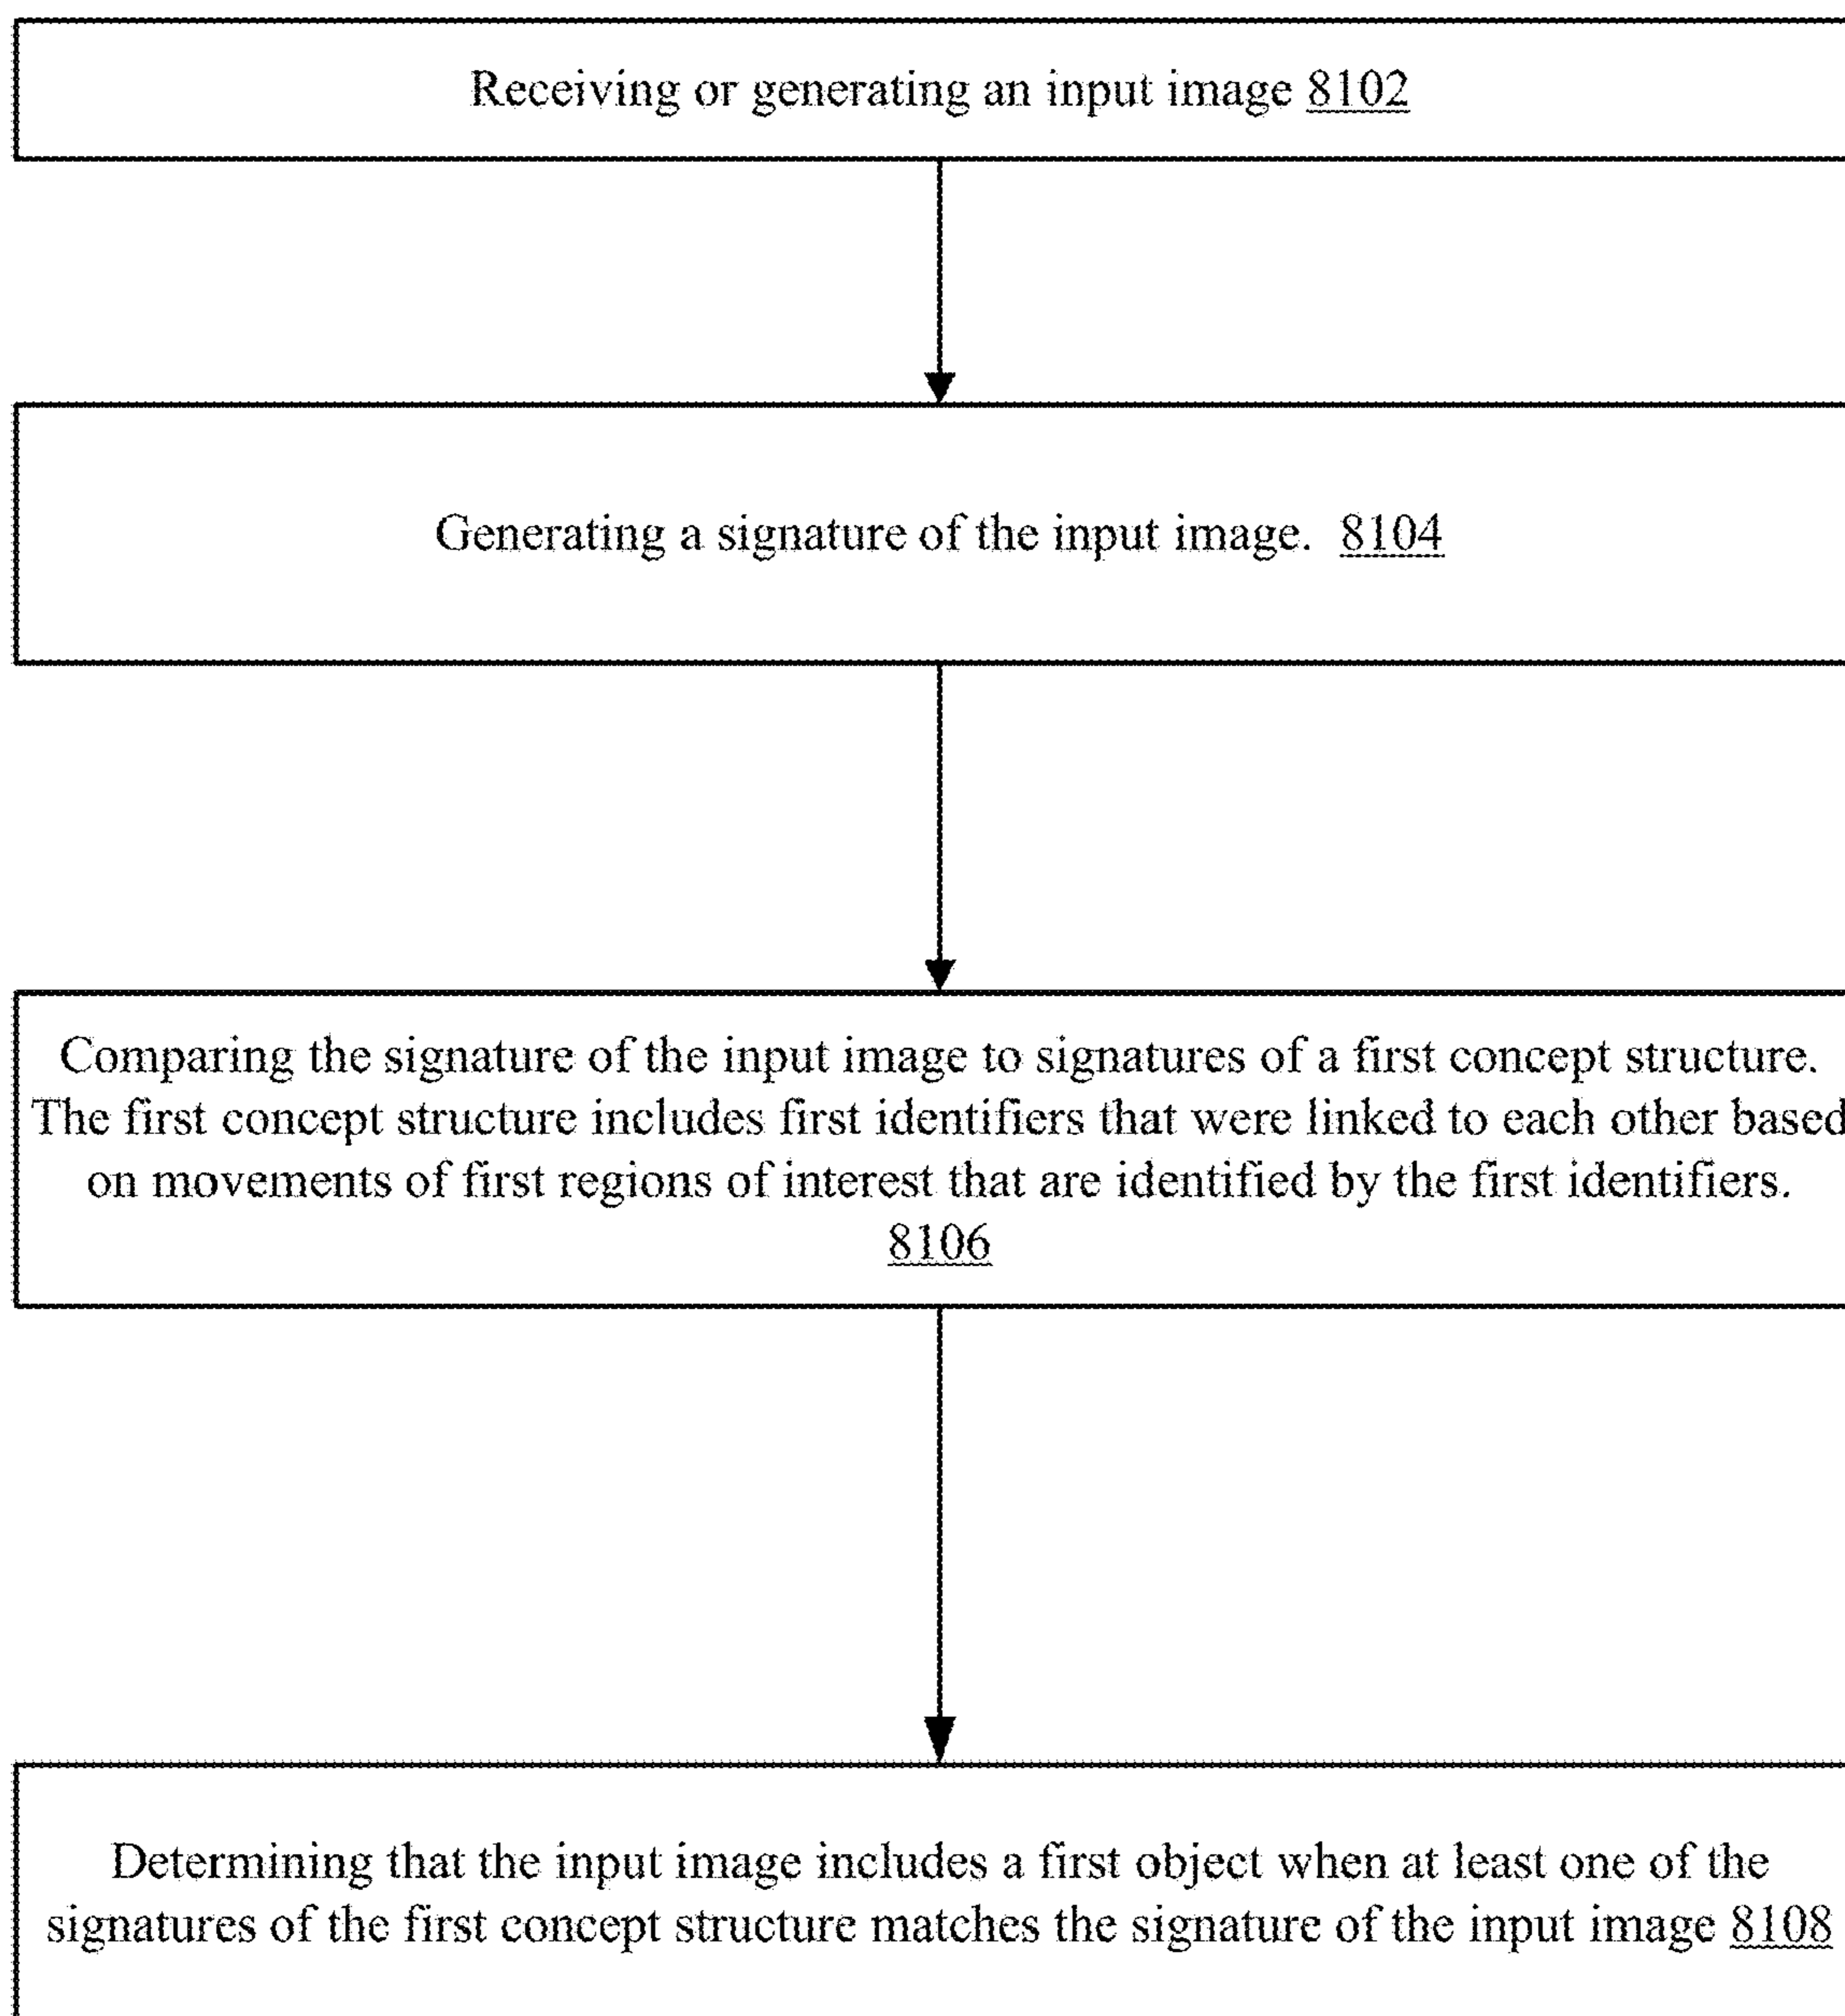 Receiving or generating an input image 8102
Generating a signature of the input image. 8104
Comparing the signature of the input image to signatures of a first concept structure.
The first concept structure includes first identifiers that were linked to each other based
on movements of first regions of interest that are identified by the first identifiers.
8106
Determining that the input image includes a first object when at least one of the
signatures of the first concept structure matches the signature of the input image 8108